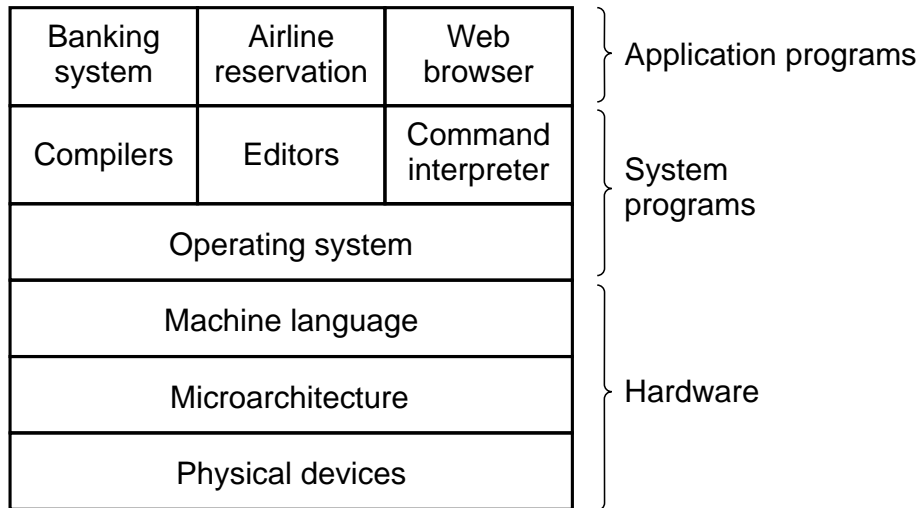 Banking
system
Airline
reservation
Web
browser
Application programs
Compilers
Editors
Command
interpreter
System
programs
Operating system
Machine language
Microarchitecture
Hardware
Physical devices